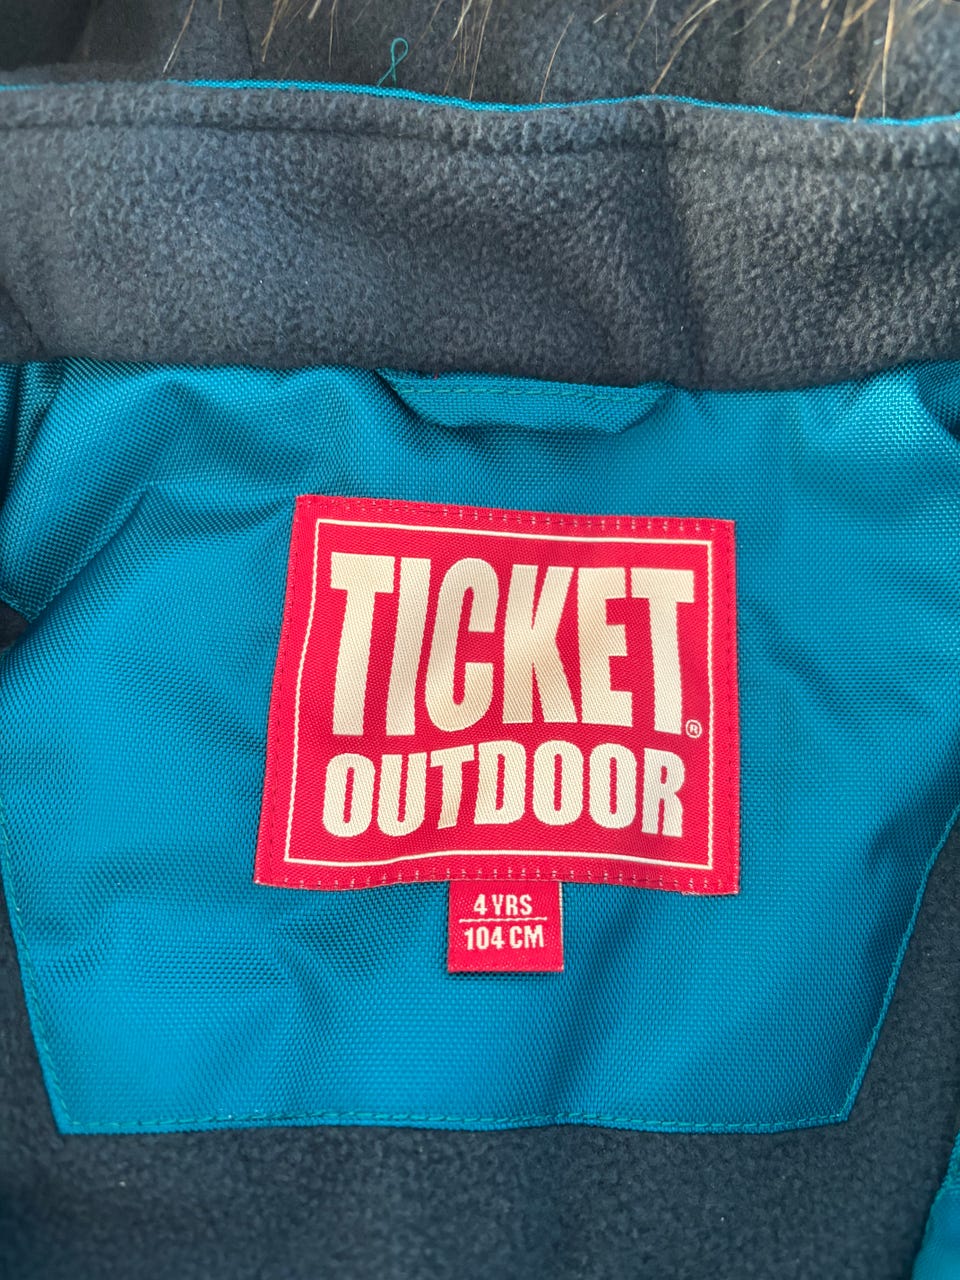 TICKET®
OUTDOOR
4 YRS
104 CM